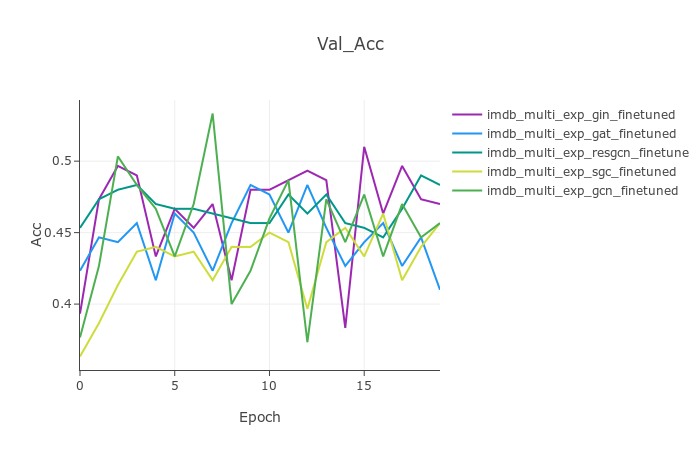 Val_Acc
imdb_multi_exp_gin_finetuned
imdb_multi_exp_gat_finetuned
imdb_multi_exp_resgcn_finetune
imdb_multi_exp_sgc_finetuned
imdb_multi_exp_gcn_finetuned
Acc
0.5
0.45
0.4
0 5 10 15
Epoch